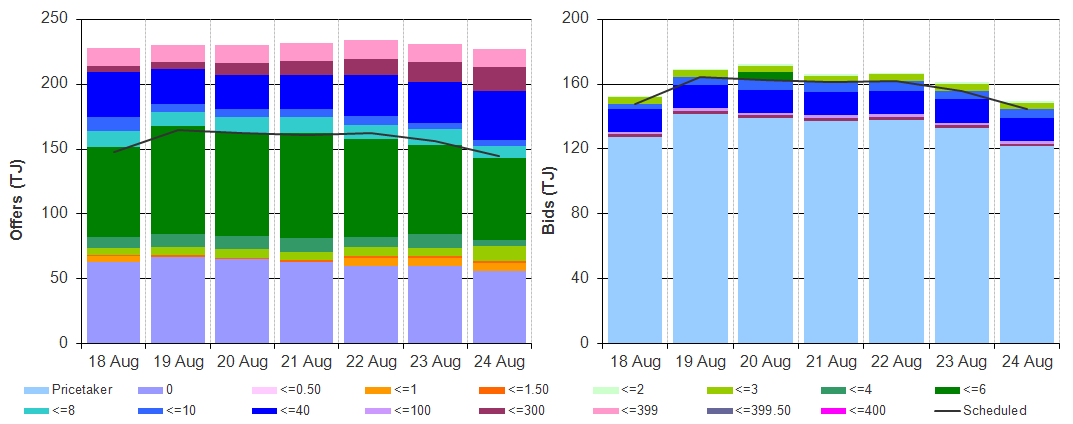 250
200
150
100
50
0
Offers (TJ)
18 Aug 19 Aug 20 Aug 21 Aug 22 Aug 23 Aug 24 Aug
200
160
120
80
40
0
Bids (TJ)
18 Aug 19 Aug 20 Aug 21 Aug 22 Aug 23 Aug 24 Aug
Pricetaker 0 <=0.50 <=1 <=1.50 <=2 <=3 <=4 <=6
<=8 <=10 <=40 <=100 <=300 <=399 <=399.50 <=400 Scheduled